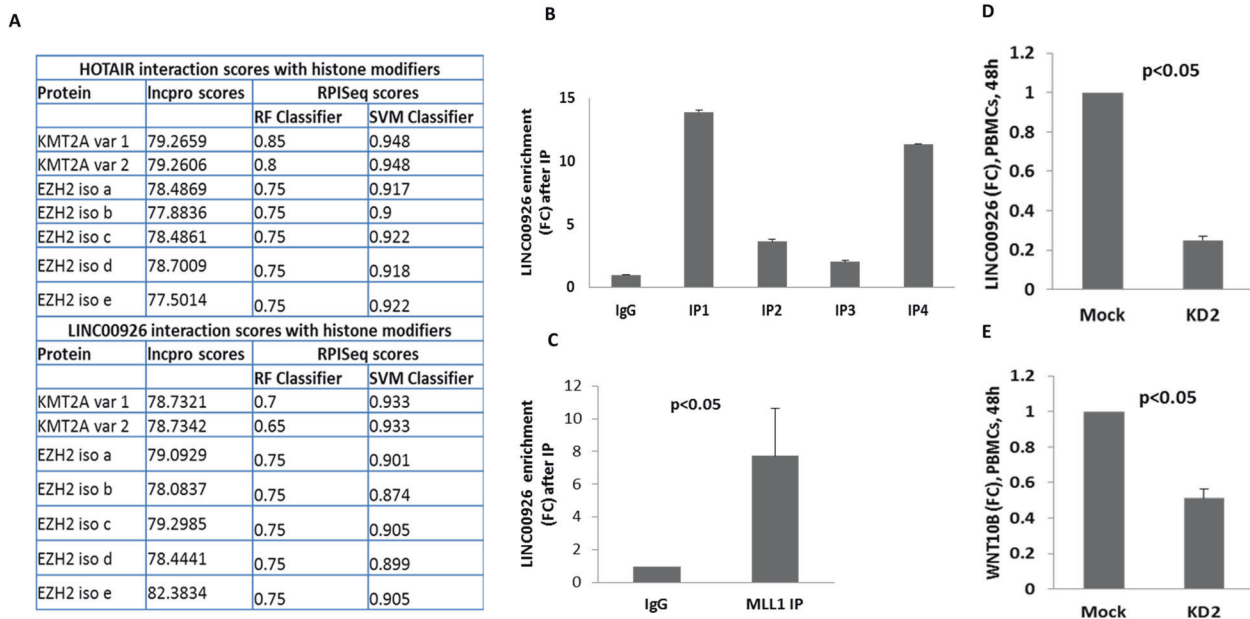 A
HOTAIR interaction scores with histone modifiers
Protein Incpro scores RPISeq scores
RF Classifier SVM Classifier
KMT2A var 1 79.2659 0.85 0.948
KMT2A var 2 79.2606 0.8 0.948
EZH2 iso a 78.4869 0.75 0.917
EZH2 iso b 77.8836 0.75 0.9
EZH2 iso c 78.4861 0.75 0.922
EZH2 iso d 78.7009 0.75 0.918
EZH2 iso e 77.5014 0.75 0.922
LINC00926 interaction scores with histone modifiers
Protein Incpro scores RPISeq scores
RF Classifier SVM Classifier
KMT2A var 1 78.7321 0.7 0.933
KMT2A var 2 78.7342 0.65 0.933
EZH2 iso a 79.0929 0.75 0.901
EZH2 iso b 78.0837 0.75 0.874
EZH2 iso c 79.2985 0.75 0.905
EZH2 iso d 78.4441 0.75 0.899
EZH2 iso e 82.3834 0.75 0.905
B
LINC00926 enrichment
(FC) after IP
15
10
5
0
IgG IP1 IP2 IP3 IP4
C
LINC00926 enrichment
(FC) after IP
12
10
8
6
4
2
0
p<0.05
IgG MLL1 IP
D
LINC00926 (FC), PBMCs, 48h
1.2
1
0.8
0.6
0.4
0.2
0
p<0.05
Mock KD2
E
WNT10B (FC), PBMCs, 48h
1.2
1
0.8
0.6
0.4
0.2
0
p<0.05
Mock KD2